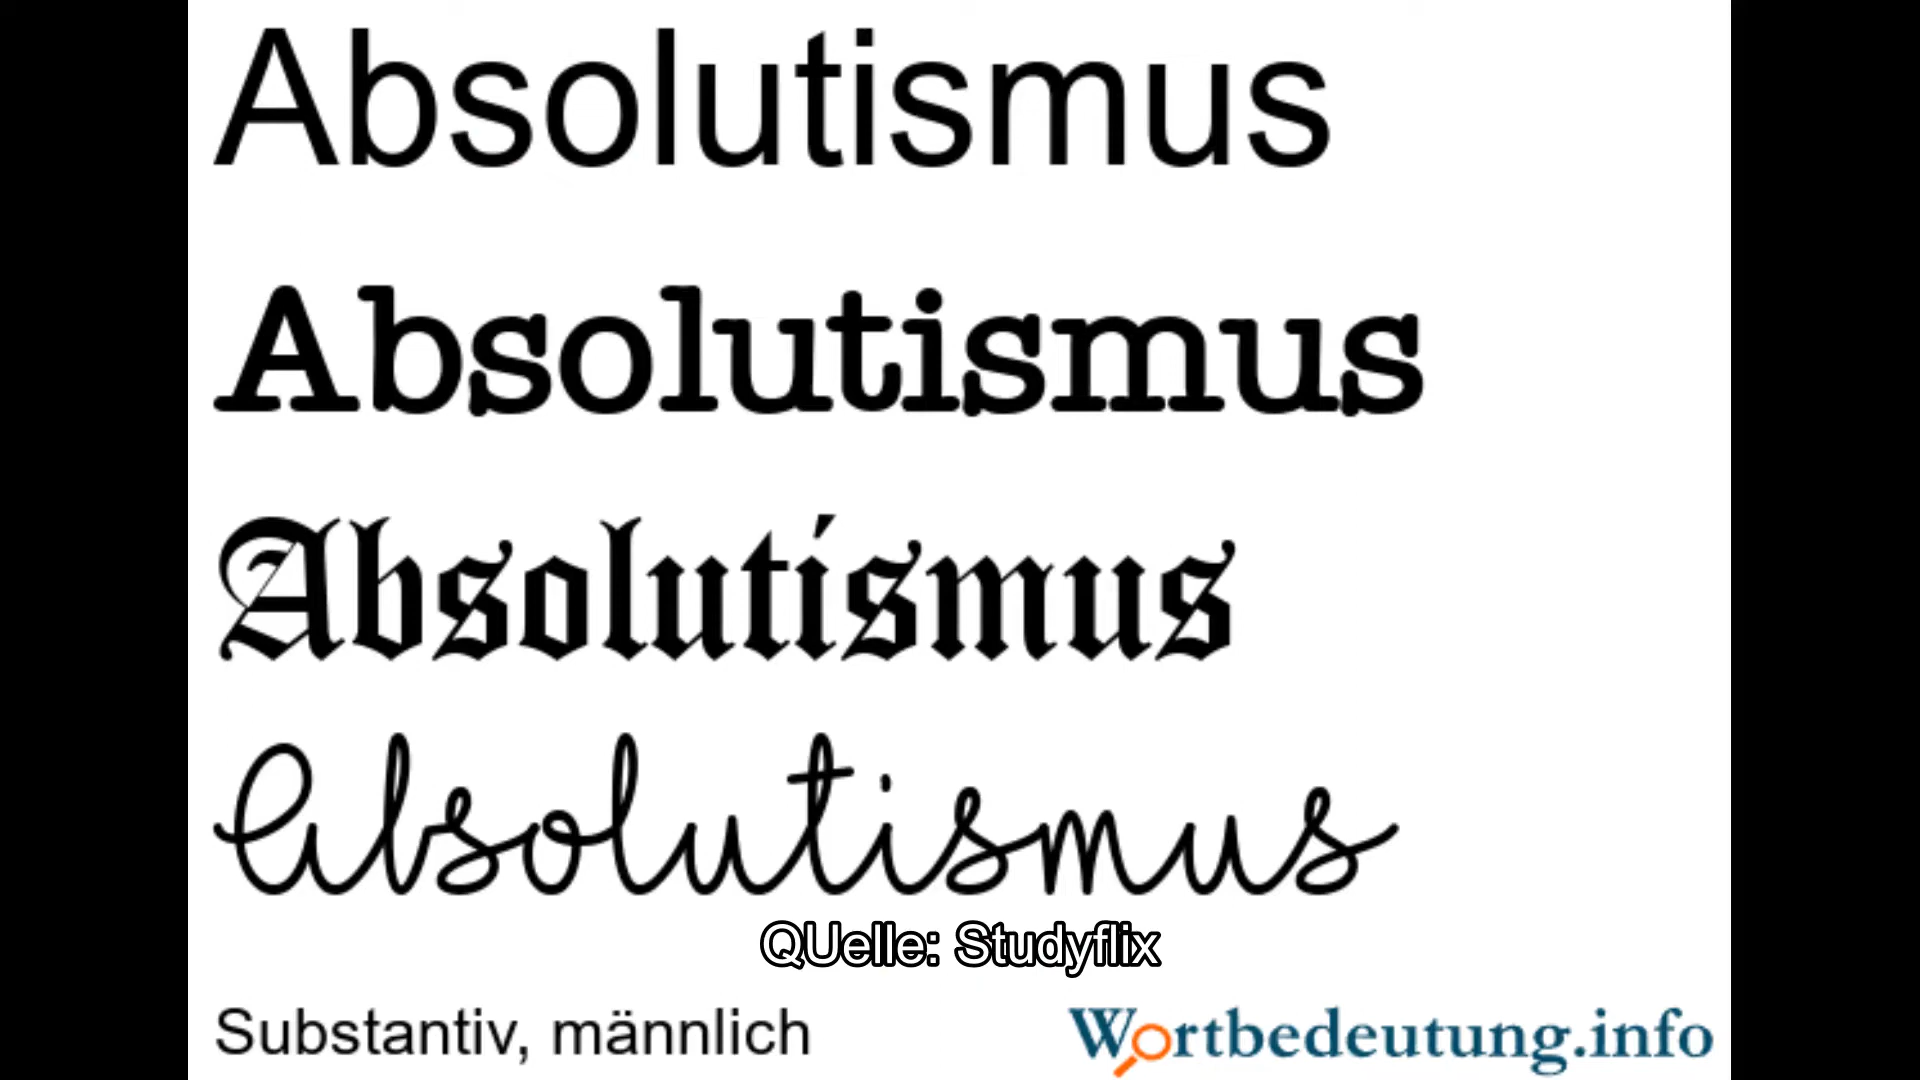 Absolutismus
Absolutismus
Absolutismus
Absolutismus
QUelle: Studyflix
Substantiv, männlich
Wortbedeutung.info